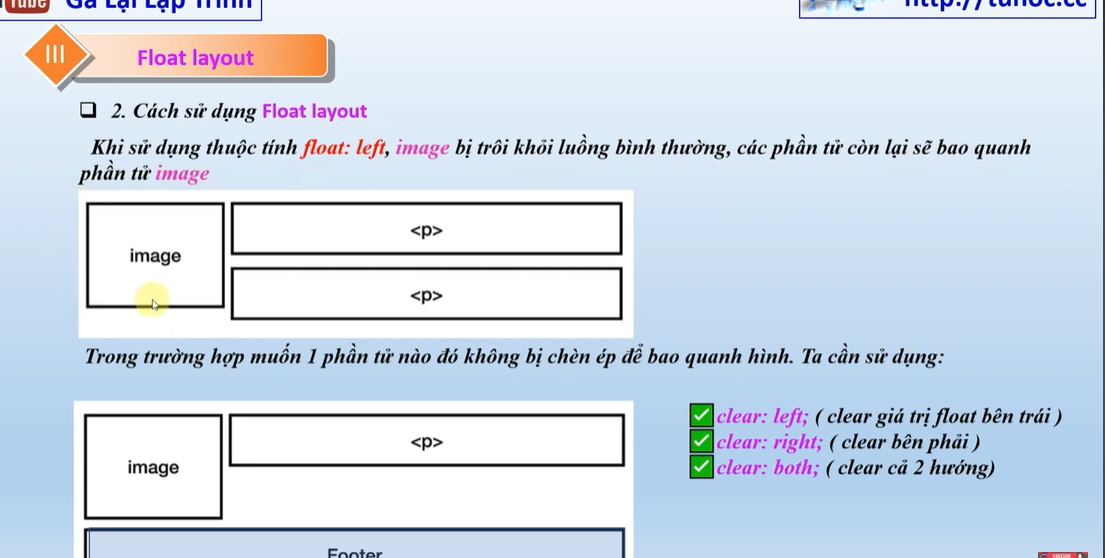 Tube Gà Lại Lập Trình
http://tuhoc.cc
III
Float layout
2. Cách sử dụng Float layout
Khi sử dụng thuộc tính float: left, image bị trôi khỏi luồng bình thường, các phần tử còn lại sẽ bao quanh
phần tử image
image
<p>
<p>
Trong trường hợp muốn 1 phần tử nào đó không bị chèn ép để bao quanh hình. Ta cần sử dụng:
image
<p>
clear: left; ( clear giá trị float bên trái )
clear: right; ( clear bên phải )
clear: both; ( clear cả 2 hướng)
Footer